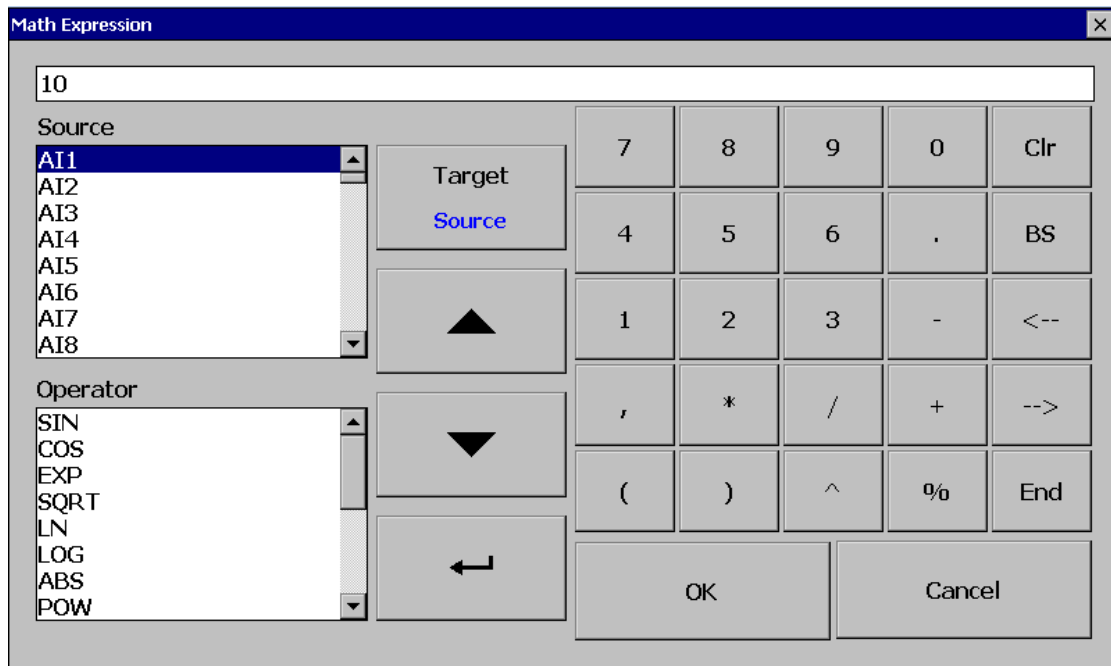 Math Expression
10
Source
AI1
AI2
AI3
AI4
AI5
AI6
AI7
AI8
Operator
SIN
COS
EXP
SQRT
LN
LOG
ABS
POW
Target
Source
7 8 9 0 Clr
4 5 6 . BS
1 2 3 - <--
, * / + -->
( ) ^ % End
OK Cancel